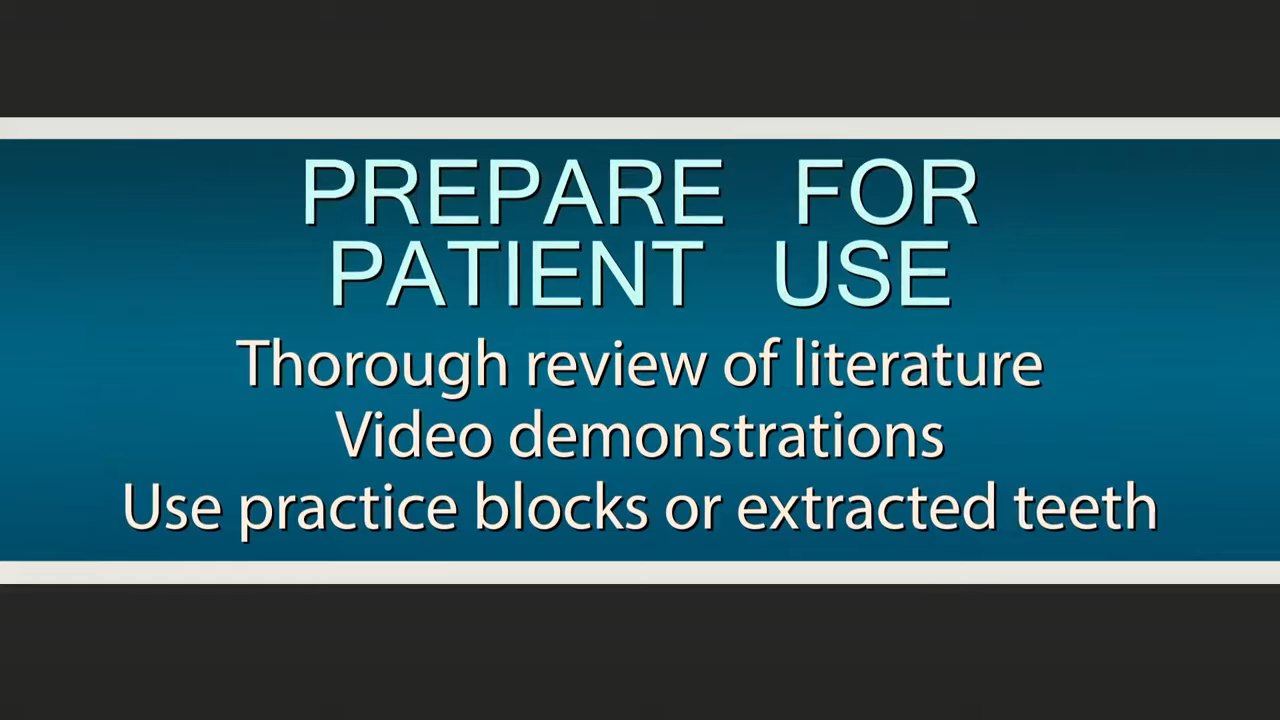 PREPARE FOR
PATIENT USE
Thorough review of literature
Video demonstrations
Use practice blocks or extracted teeth